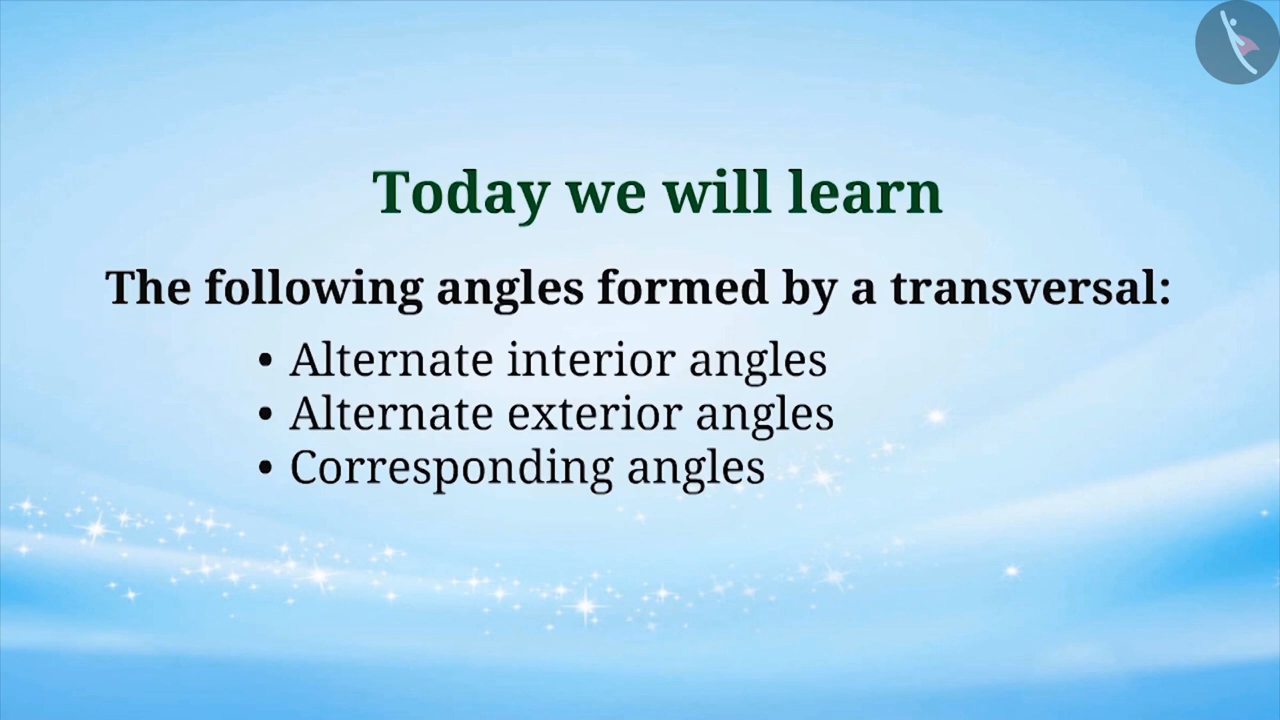 Today we will learn
The following angles formed by a transversal:
• Alternate interior angles
• Alternate exterior angles
• Corresponding angles